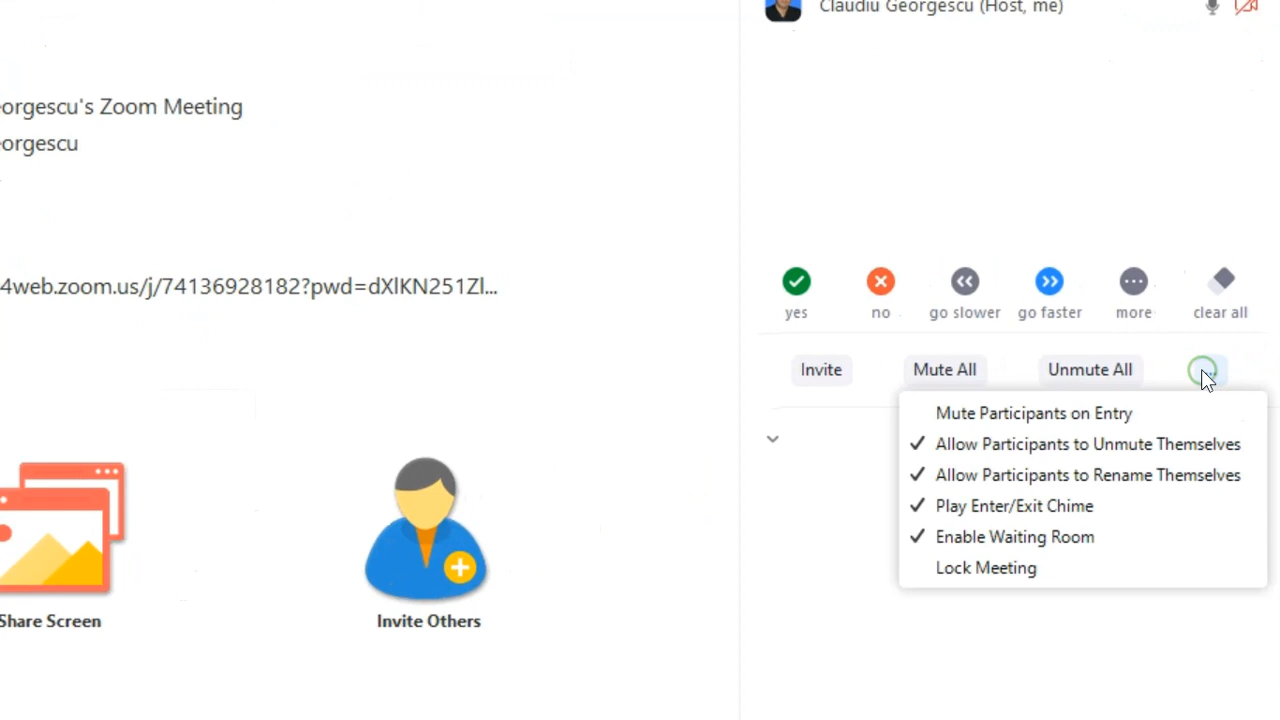 Claudiu Georgescu (Host, me)
eorgescu's Zoom Meeting
eorgescu
4web.zoom.us/j/74136928182?pwd=dXlKN251Zl...
yes
no
go slower
go faster
more
clear all
Invite
Mute All
Unmute All
...
Mute Participants on Entry
Allow Participants to Unmute Themselves
Allow Participants to Rename Themselves
Play Enter/Exit Chime
Enable Waiting Room
Lock Meeting
Share Screen
Invite Others